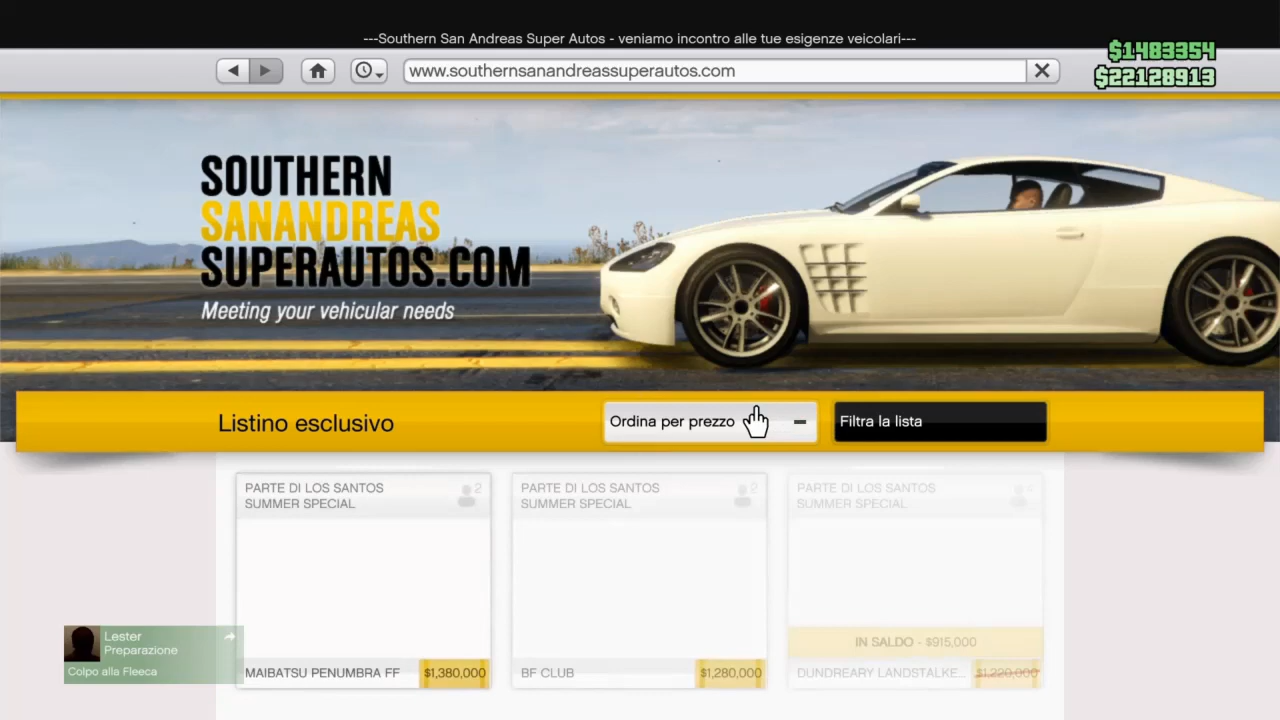 ---Southern San Andreas Super Autos - veniamo incontro alle tue esigenze veicolari---
$1483354
www.southernsanandreassuperautos.com
$22128913
SOUTHERN
SANANDREAS
SUPERAUTOS.COM
Meeting your vehicular needs
Listino esclusivo
Ordina per prezzo
Filtra la lista
PARTE DI LOS SANTOS
SUMMER SPECIAL
2
MAIBATSU PENUMBRA FF
$1,380,000
PARTE DI LOS SANTOS
SUMMER SPECIAL
2
BF CLUB
$1,280,000
PARTE DI LOS SANTOS
SUMMER SPECIAL
IN SALDO - $915,000
DUNDREARY LANDSTALKE...
$1,220,000
Lester
Preparazione
Colpo alla Fleeca